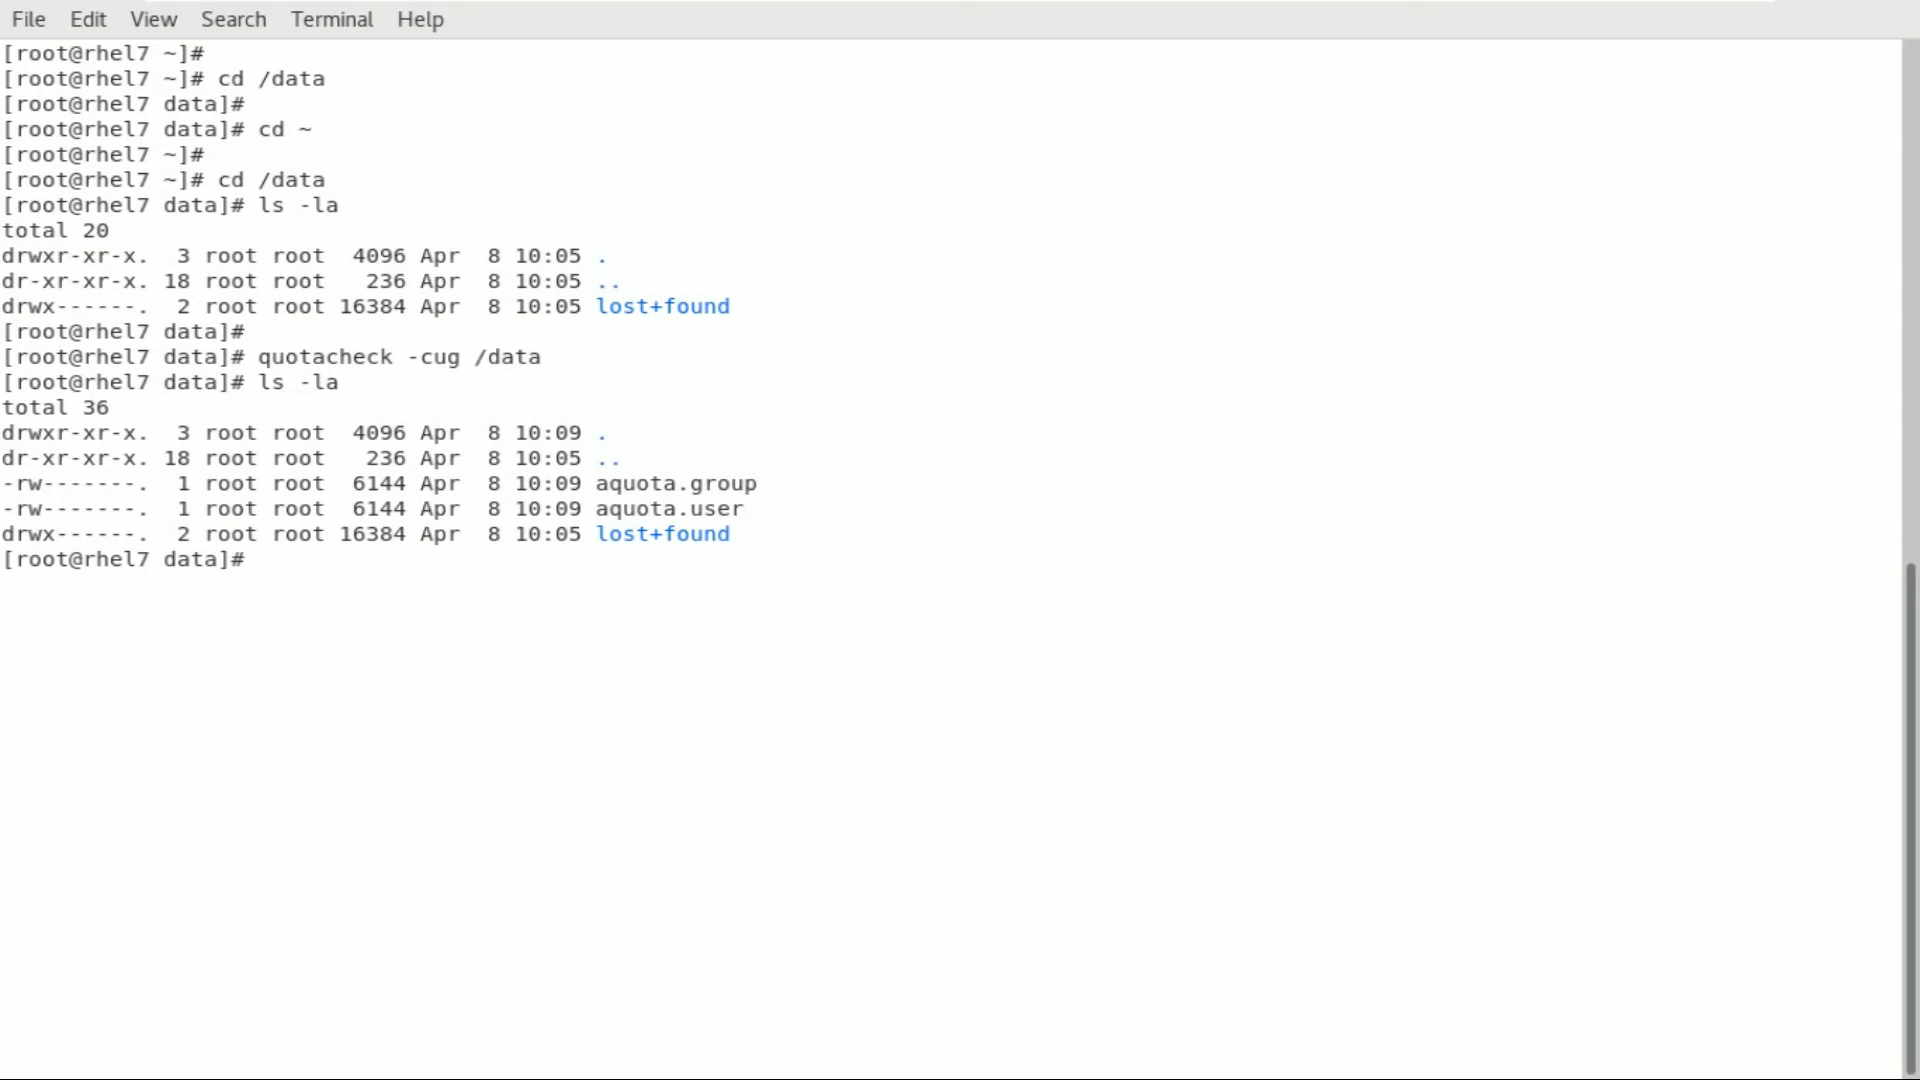 File Edit View Search Terminal Help
[root@rhel7 ~]#
[root@rhel7 ~]# cd /data
[root@rhel7 data]#
[root@rhel7 data]# cd ~
[root@rhel7 ~]#
[root@rhel7 ~]# cd /data
[root@rhel7 data]# ls -la
total 20
drwxr-xr-x.  3 root root  4096 Apr  8 10:05 .
dr-xr-xr-x. 18 root root   236 Apr  8 10:05 ..
drwx------.  2 root root 16384 Apr  8 10:05 lost+found
[root@rhel7 data]#
[root@rhel7 data]# quotacheck -cug /data
[root@rhel7 data]# ls -la
total 36
drwxr-xr-x.  3 root root  4096 Apr  8 10:09 .
dr-xr-xr-x. 18 root root   236 Apr  8 10:05 ..
-rw-------.  1 root root  6144 Apr  8 10:09 aquota.group
-rw-------.  1 root root  6144 Apr  8 10:09 aquota.user
drwx------.  2 root root 16384 Apr  8 10:05 lost+found
[root@rhel7 data]#